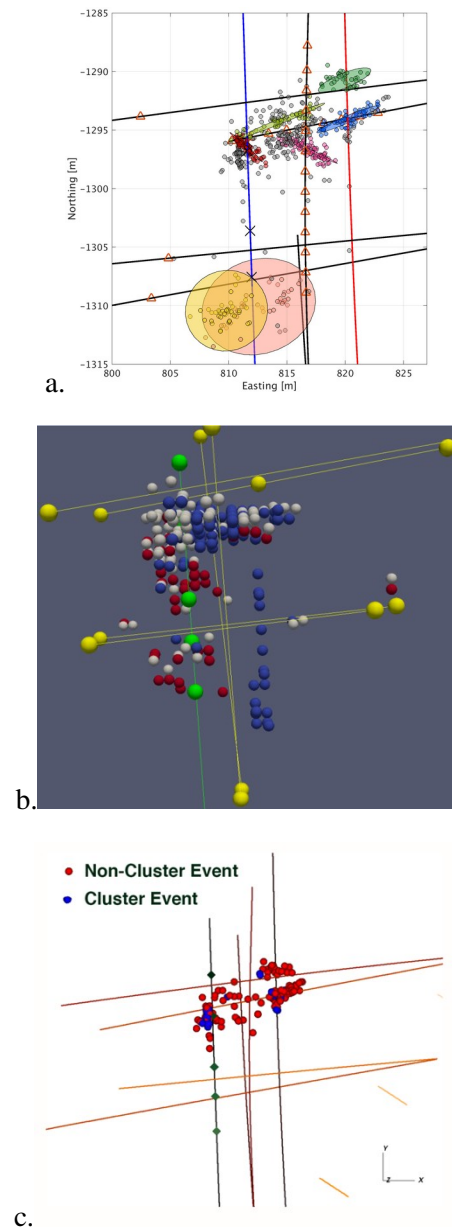 -1285
-1290
-1295
-1300
-1305
-1310
-1315
Northing [m]
800
805
810
815
820
825
Easting [m]
a.
b.
Non-Cluster Event
Cluster Event
Y
Z
X
c.